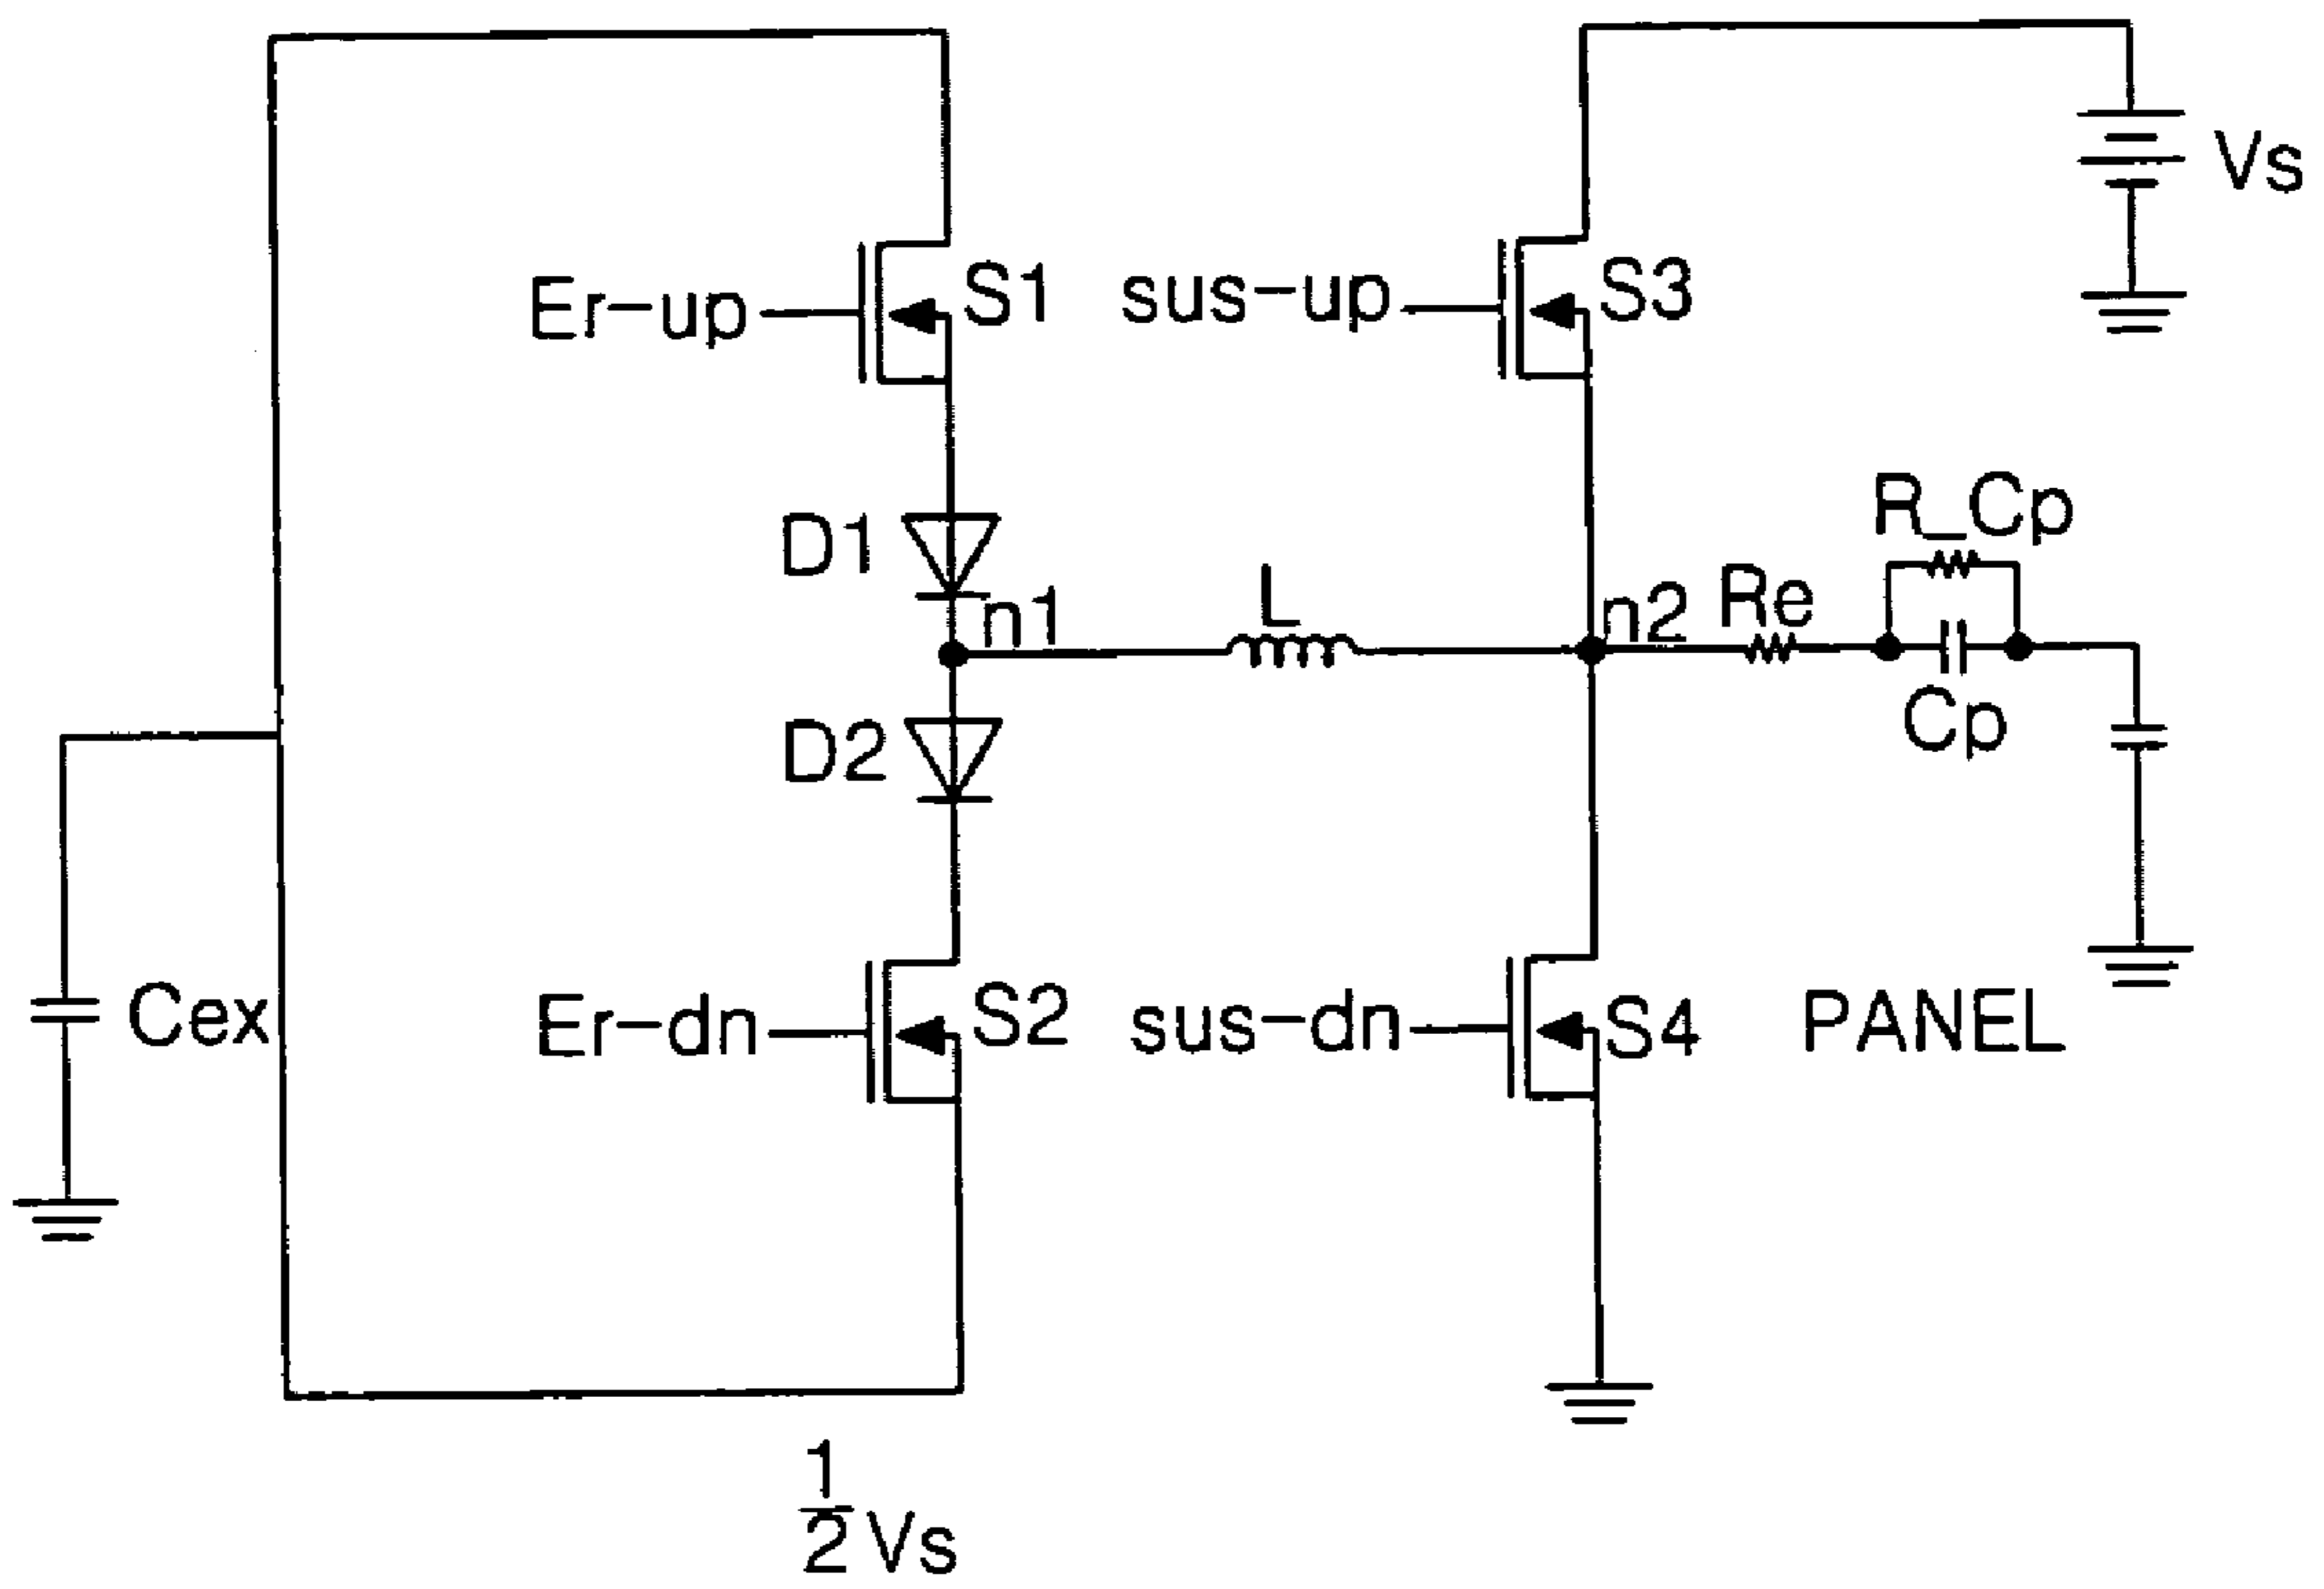 Vs
Er-up
S1
sus-up
S3
R_Cp
D1
n1
L
n2
Re
Cp
D2
Cex
Er-dn
S2
sus-dn
S4
PANEL
1
2 Vs